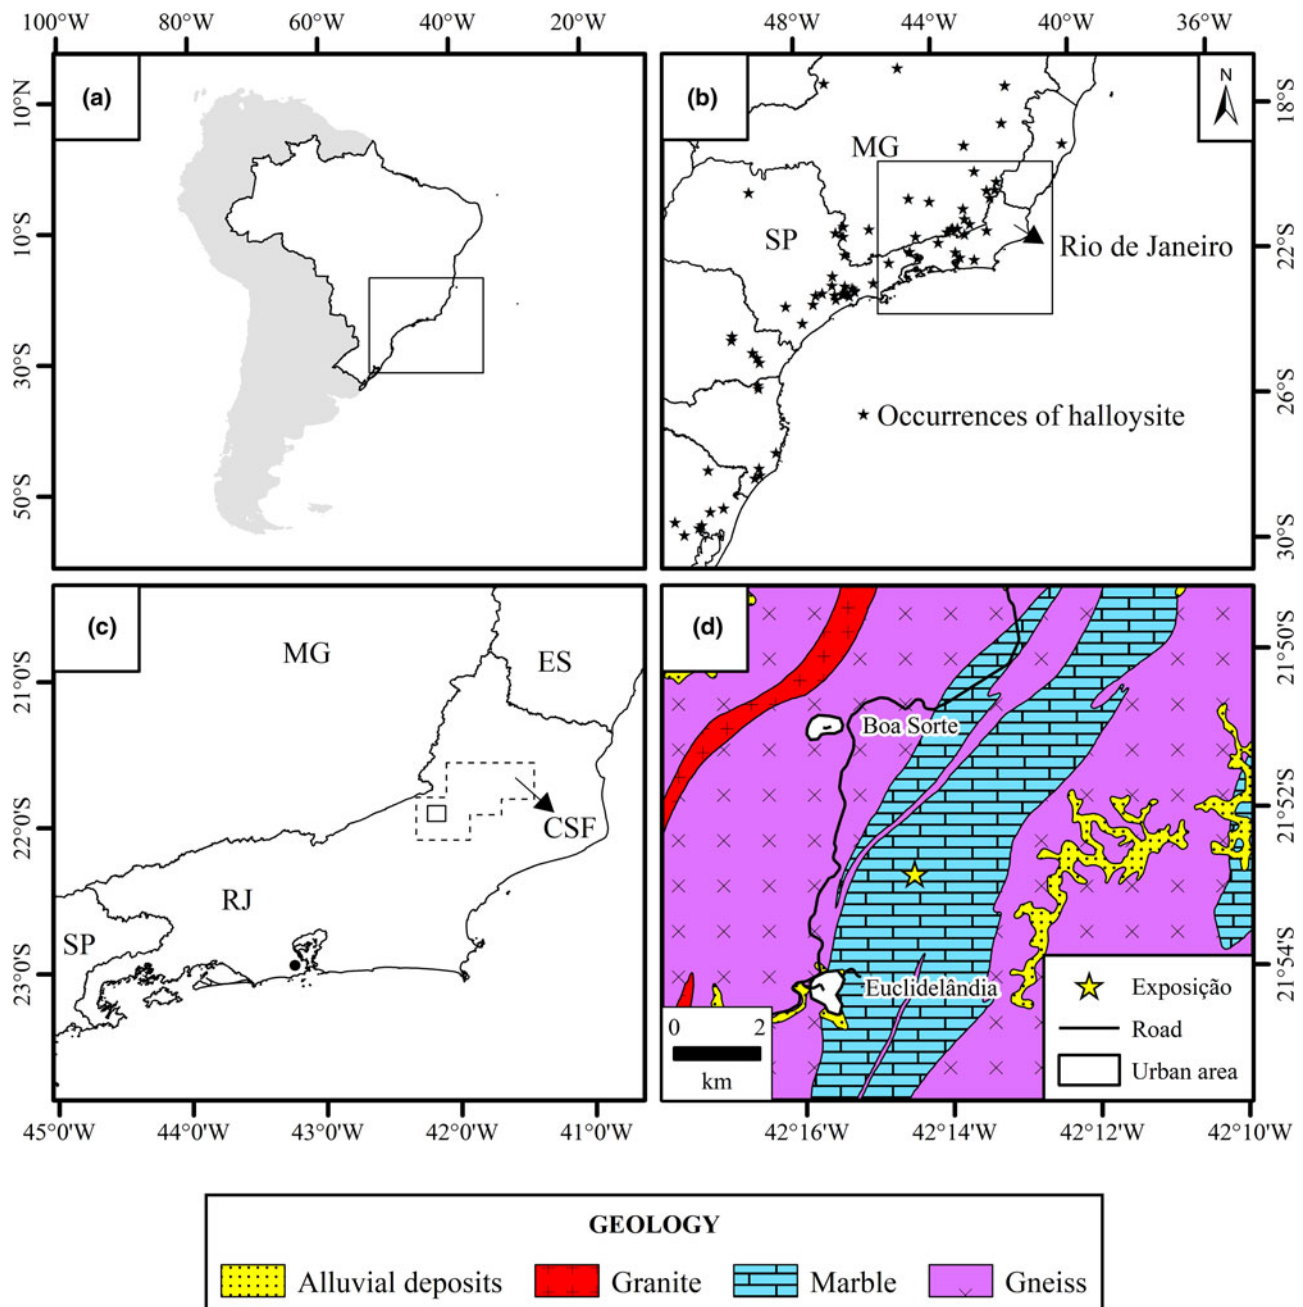 100°W 80°W 60°W 40°W 20°W
48°W 44°W 40°W 36°W
(a)
10°N
10°S
30°S
50°S
(b)
N
MG
SP
Rio de Janeiro
Occurrences of halloysite
18°S
22°S
26°S
30°S
(c)
MG
ES
CSF
RJ
SP
21°0'S
22°0'S
23°0'S
45°0'W 44°0'W 43°0'W 42°0'W 41°0'W
(d)
Boa Sorte
Euclidelândia
0 2
km
Exposição
Road
Urban area
21°50'S
21°52'S
21°54'S
42°16'W 42°14'W 42°12'W 42°10'W
GEOLOGY
Alluvial deposits Granite Marble Gneiss